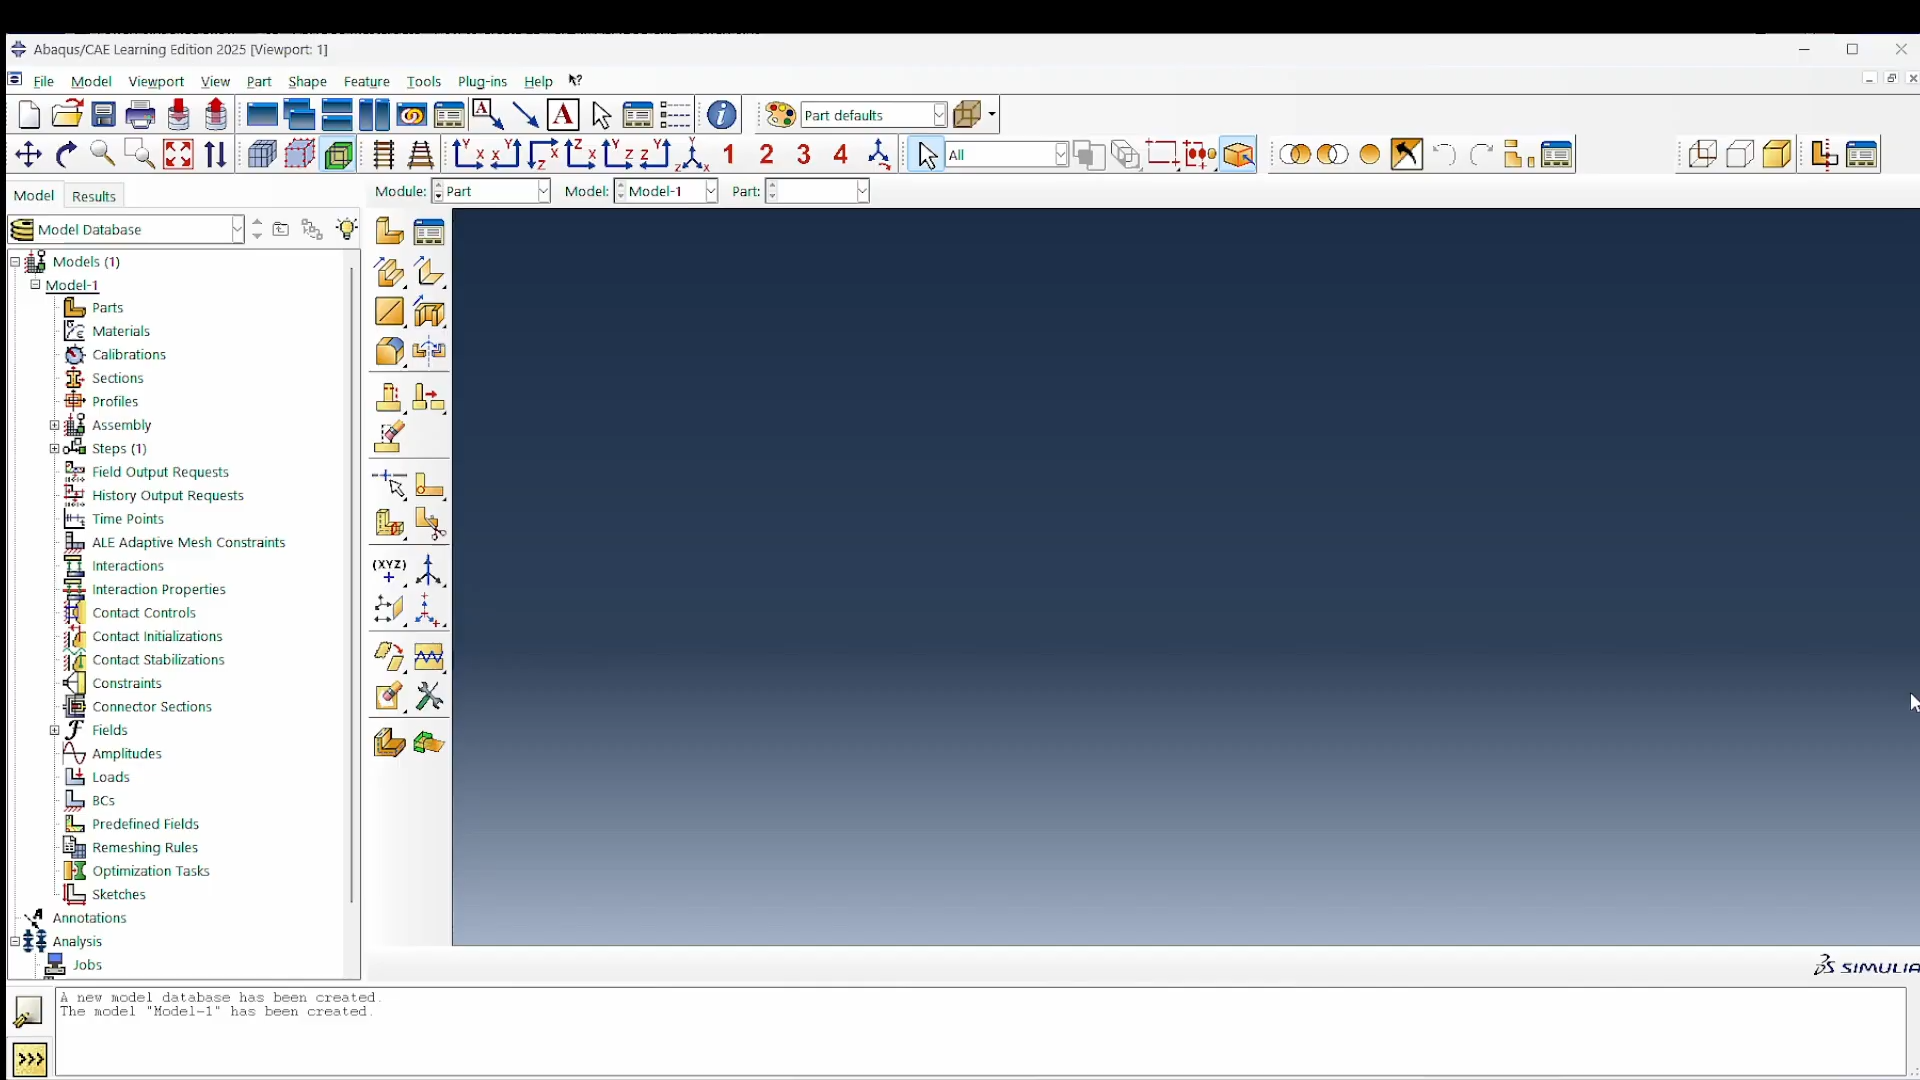 Abaqus/CAE Learning Edition 2025 [Viewport: 1]
File Model Viewport View Part Shape Feature Tools Plug-ins Help
Part defaults
1 2 3 4 All
Model Results
Module: Part Model: Model-1 Part:
Model Database
Models (1)
Model-1
Parts
Materials
Calibrations
Sections
Profiles
Assembly
Steps (1)
Field Output Requests
History Output Requests
Time Points
ALE Adaptive Mesh Constraints
Interactions
Interaction Properties
Contact Controls
Contact Initializations
Contact Stabilizations
Constraints
Connector Sections
Fields
Amplitudes
Loads
BCs
Predefined Fields
Remeshing Rules
Optimization Tasks
Sketches
Annotations
Analysis
Jobs
(XYZ)
SIMULIA
A new model database has been created.
The model "Model-1" has been created.
>>>